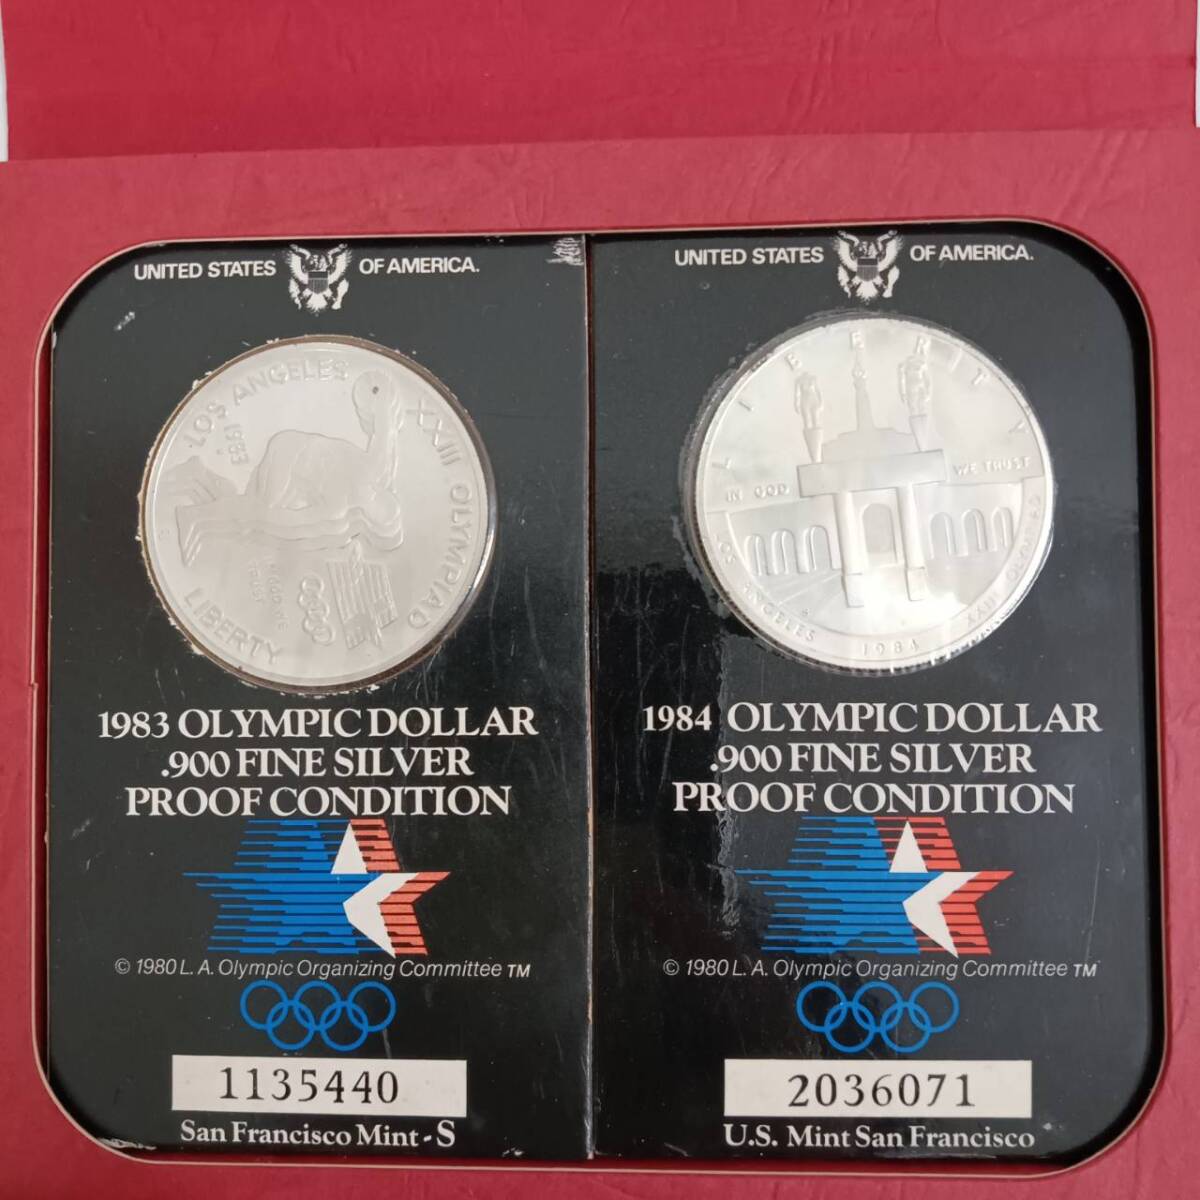 UNITED STATES OF AMERICA.
LOS ANGELES
XXIII OLYMPIAD
1983
S
IN GOD WE
TRUST
LIBERTY
1983 OLYMPIC DOLLAR
.900 FINE SILVER
PROOF CONDITION
© 1980 L. A. Olympic Organizing Committee TM
1135440
San Francisco Mint - S
UNITED STATES OF AMERICA.
LIBERTY
IN GOD WE TRUST
S
LOS ANGELES 1984 XXIII OLYMPIAD
1984 OLYMPIC DOLLAR
.900 FINE SILVER
PROOF CONDITION
© 1980 L. A. Olympic Organizing Committee TM
2036071
U.S. Mint San Francisco